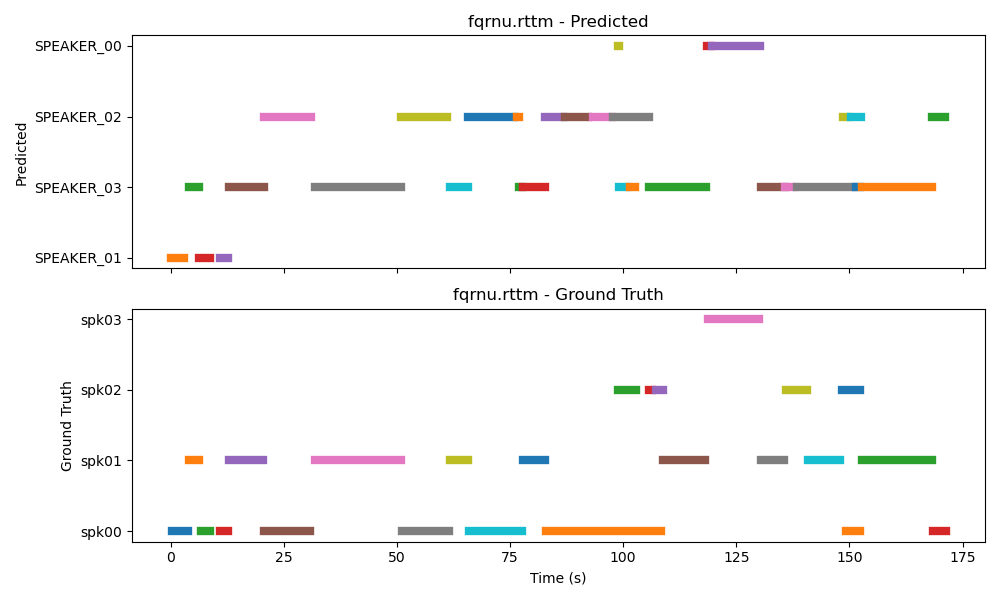 fqrnu.rttm - Predicted
SPEAKER_00
SPEAKER_02
SPEAKER_03
SPEAKER_01
Predicted
fqrnu.rttm - Ground Truth
spk03
spk02
spk01
spk00
Ground Truth
0 25 50 75 100 125 150 175
Time (s)